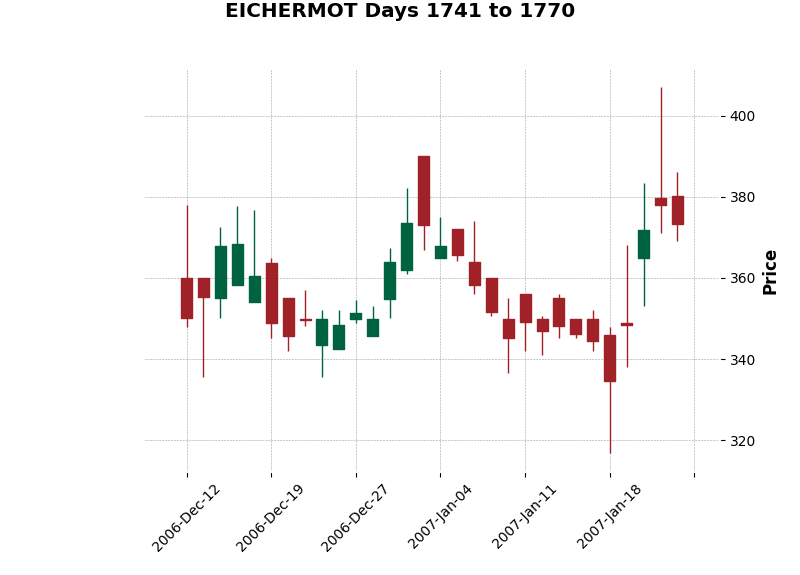 EICHERMOT Days 1741 to 1770
400
380
360
340
320
Price
2006-Dec-12
2006-Dec-19
2006-Dec-27
2007-Jan-04
2007-Jan-11
2007-Jan-18